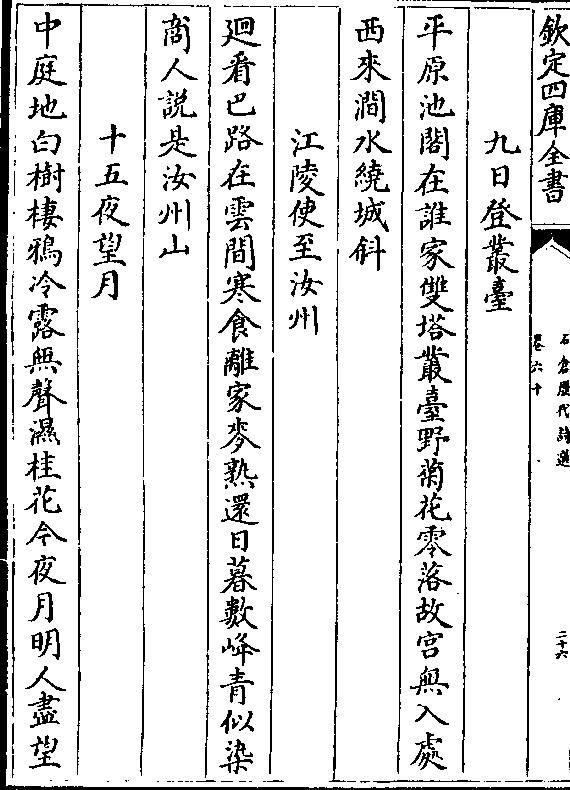 欽定四庫全書
石倉歷代詩選
卷六十
二十六
九日登叢臺
平原池閣在誰家雙塔叢臺野菊花零落故宫無入處
西來澗水繞城斜
江陵使至汝州
廻看巴路在雲間寒食離家麥熟還日暮數峰青似染
商人説是汝州山
十五夜望月
中庭地白樹棲鴉冷露無聲濕桂花今夜月明人盡望